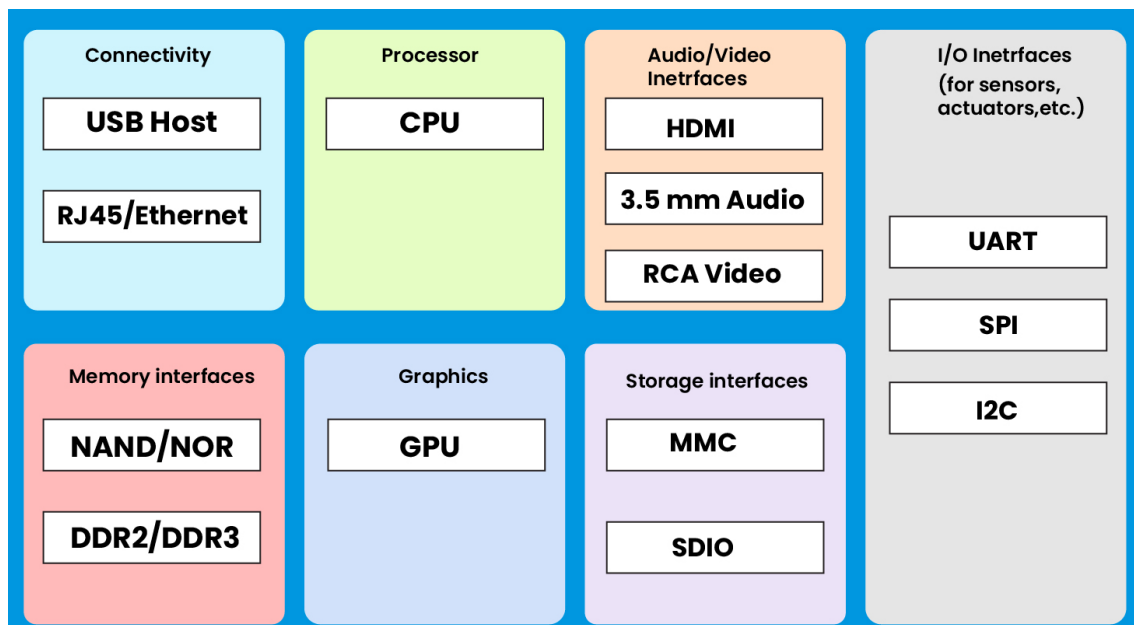 Connectivity
USB Host
RJ45/Ethernet
Processor
CPU
Audio/Video
Inetrfaces
HDMI
3.5 mm Audio
RCA Video
I/O Inetrfaces
(for sensors,
actuators,etc.)
UART
SPI
I2C
Memory interfaces
NAND/NOR
DDR2/DDR3
Graphics
GPU
Storage interfaces
MMC
SDIO